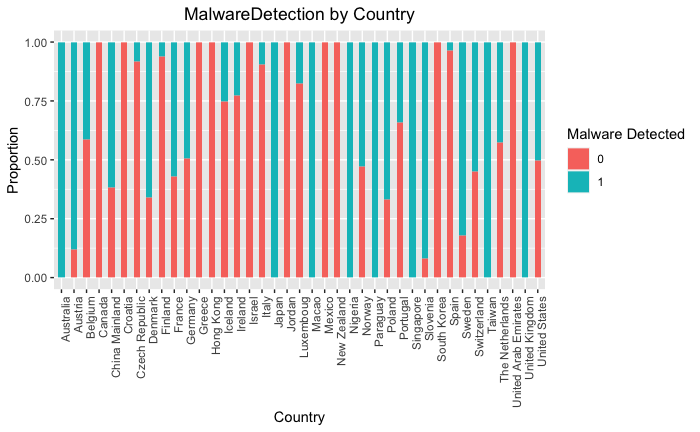 MalwareDetection by Country
Proportion
1.00
0.75
0.50
0.25
0.00
Australia
Austria
Belgium
Canada
China Mainland
Croatia
Czech Republic
Denmark
Finland
France
Germany
Greece
Hong Kong
Iceland
Ireland
Israel
Italy
Japan
Jordan
Luxemboug
Macao
Mexico
New Zealand
Nigeria
Norway
Paraguay
Poland
Portugal
Singapore
Slovenia
South Korea
Spain
Sweden
Switzerland
Taiwan
The Netherlands
United Arab Emirates
United Kingdom
United States
Country
Malware Detected
0
1